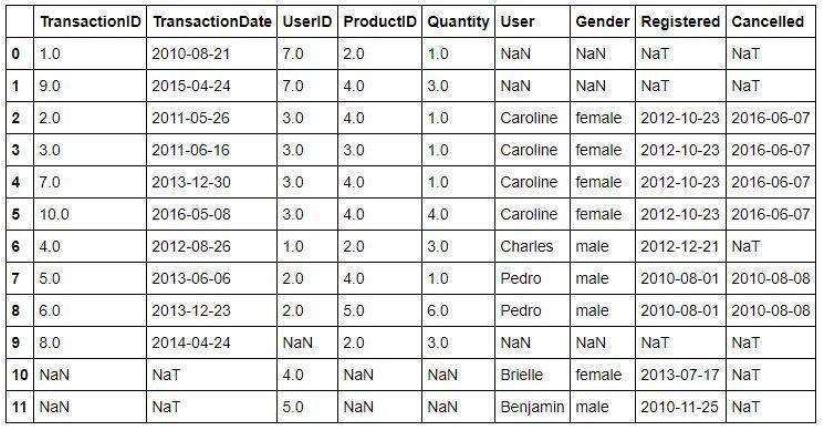 TransactionID TransactionDate UserID ProductID Quantity User Gender Registered Cancelled
0 1.0 2010-08-21 7.0 2.0 1.0 NaN NaN NaT NaT
1 9.0 2015-04-24 7.0 4.0 3.0 NaN NaN NaT NaT
2 2.0 2011-05-26 3.0 4.0 1.0 Caroline female 2012-10-23 2016-06-07
3 3.0 2011-06-16 3.0 3.0 1.0 Caroline female 2012-10-23 2016-06-07
4 7.0 2013-12-30 3.0 4.0 1.0 Caroline female 2012-10-23 2016-06-07
5 10.0 2016-05-08 3.0 4.0 4.0 Caroline female 2012-10-23 2016-06-07
6 4.0 2012-08-26 1.0 2.0 3.0 Charles male 2012-12-21 NaT
7 5.0 2013-06-06 2.0 4.0 1.0 Pedro male 2010-08-01 2010-08-08
8 6.0 2013-12-23 2.0 5.0 6.0 Pedro male 2010-08-01 2010-08-08
9 8.0 2014-04-24 NaN 2.0 3.0 NaN NaN NaT NaT
10 NaN NaT 4.0 NaN NaN Brielle female 2013-07-17 NaT
11 NaN NaT 5.0 NaN NaN Benjamin male 2010-11-25 NaT